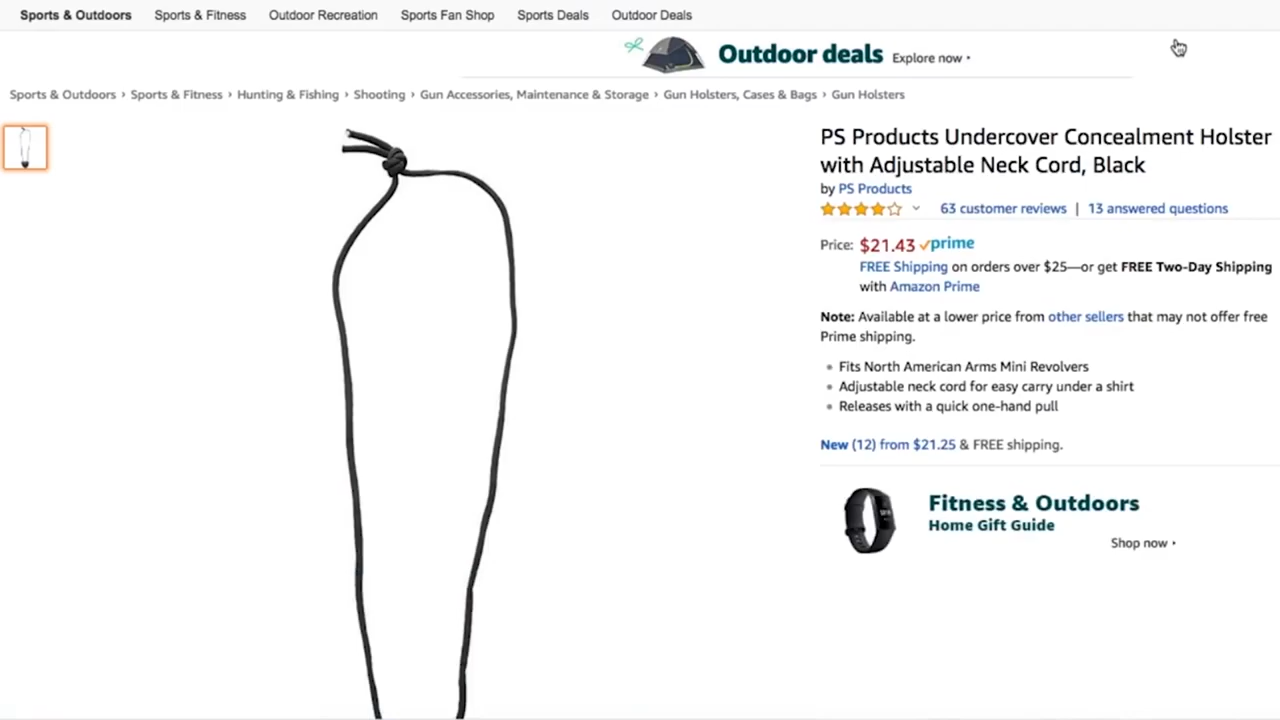 Sports & Outdoors Sports & Fitness Outdoor Recreation Sports Fan Shop Sports Deals Outdoor Deals
Outdoor deals Explore now
Sports & Outdoors › Sports & Fitness › Hunting & Fishing › Shooting › Gun Accessories, Maintenance & Storage › Gun Holsters, Cases & Bags › Gun Holsters
PS Products Undercover Concealment Holster
with Adjustable Neck Cord, Black
by PS Products
63 customer reviews | 13 answered questions
Price: $21.43 prime
FREE Shipping on orders over $25—or get FREE Two-Day Shipping
with Amazon Prime
Note: Available at a lower price from other sellers that may not offer free
Prime shipping.
• Fits North American Arms Mini Revolvers
• Adjustable neck cord for easy carry under a shirt
• Releases with a quick one-hand pull
New (12) from $21.25 & FREE shipping.
Fitness & Outdoors
Home Gift Guide
Shop now